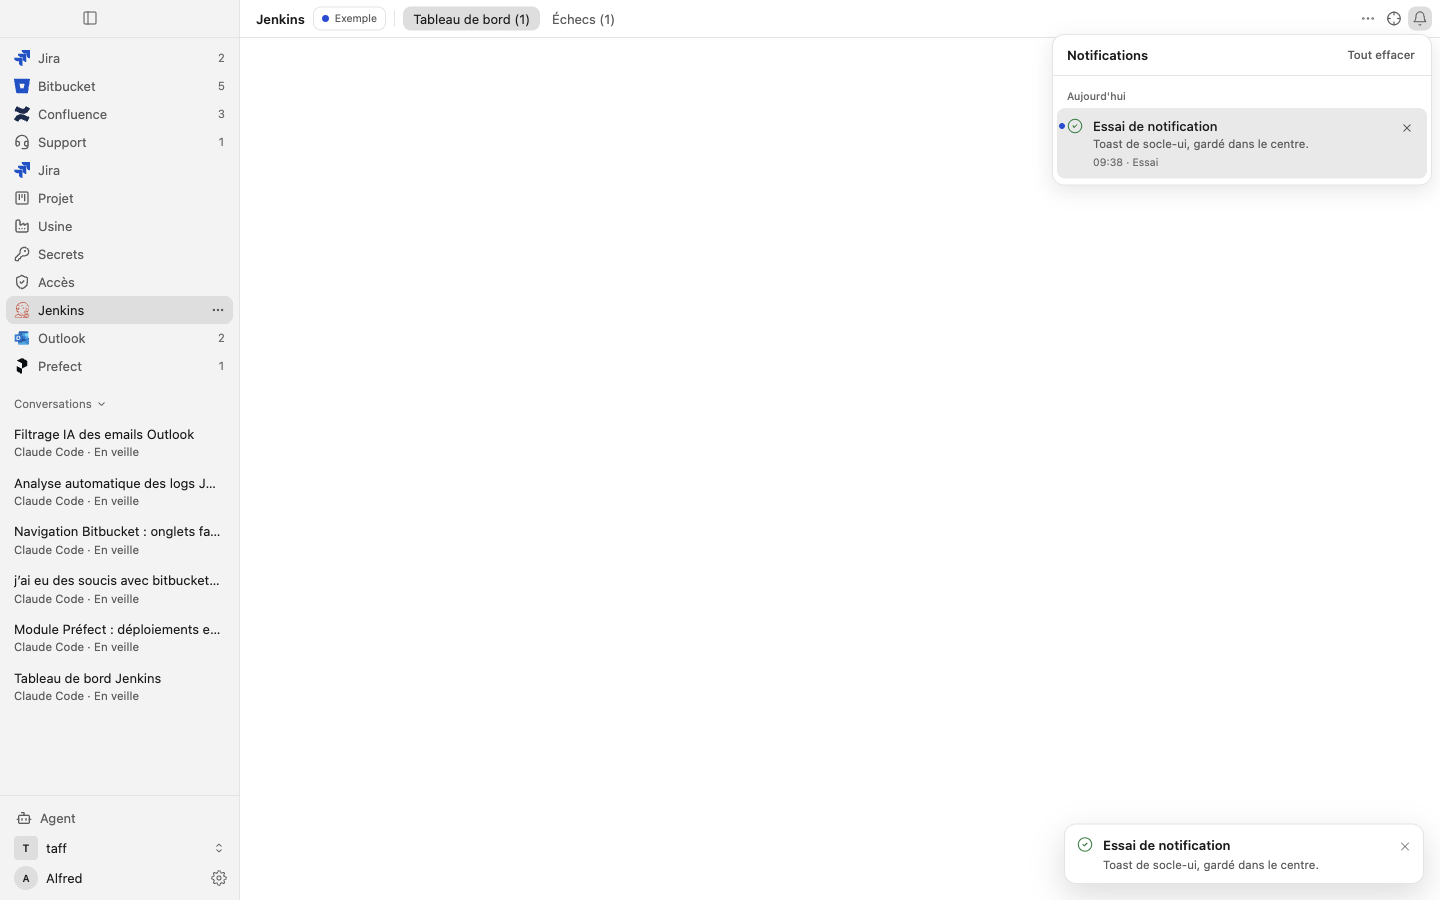 Jenkins
Exemple
Tableau de bord (1)
Échecs (1)
Jira 2
Bitbucket 5
Confluence 3
Support 1
Jira
Projet
Usine
Secrets
Accès
Jenkins
Outlook 2
Prefect 1
Conversations
Filtrage IA des emails Outlook
Claude Code · En veille
Analyse automatique des logs J...
Claude Code · En veille
Navigation Bitbucket : onglets fa...
Claude Code · En veille
j'ai eu des soucis avec bitbucket...
Claude Code · En veille
Module Préfect : déploiements e...
Claude Code · En veille
Tableau de bord Jenkins
Claude Code · En veille
Agent
T taff
A Alfred
Notifications
Tout effacer
Aujourd'hui
Essai de notification
Toast de socle-ui, gardé dans le centre.
09:38 · Essai
Essai de notification
Toast de socle-ui, gardé dans le centre.